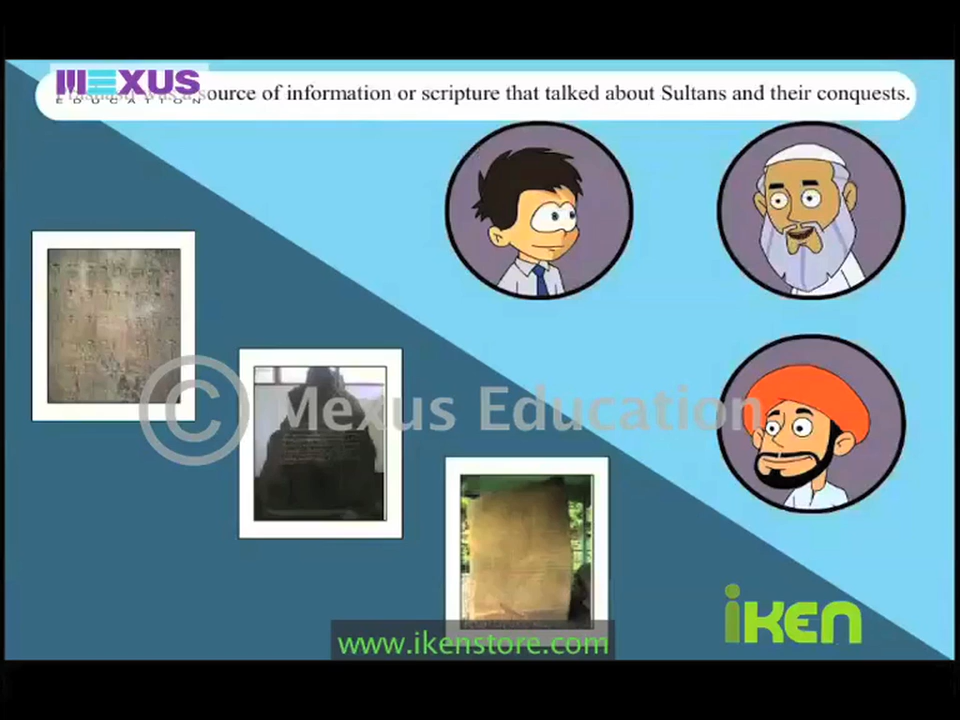 MEXUS
EDUCATION
source of information or scripture that talked about Sultans and their conquests.
© Mexus Education
iKEN
www.ikenstore.com